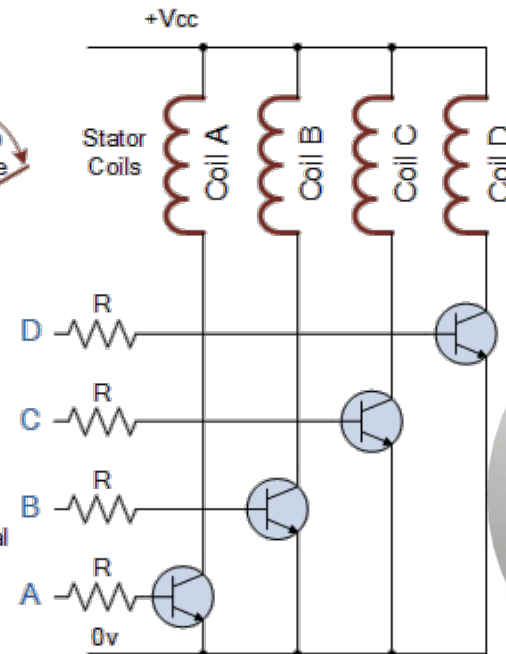 +Vcc
Stator
Coils
Coil A
Coil B
Coil C
Coil D
R
D
R
C
R
B
R
A
0v